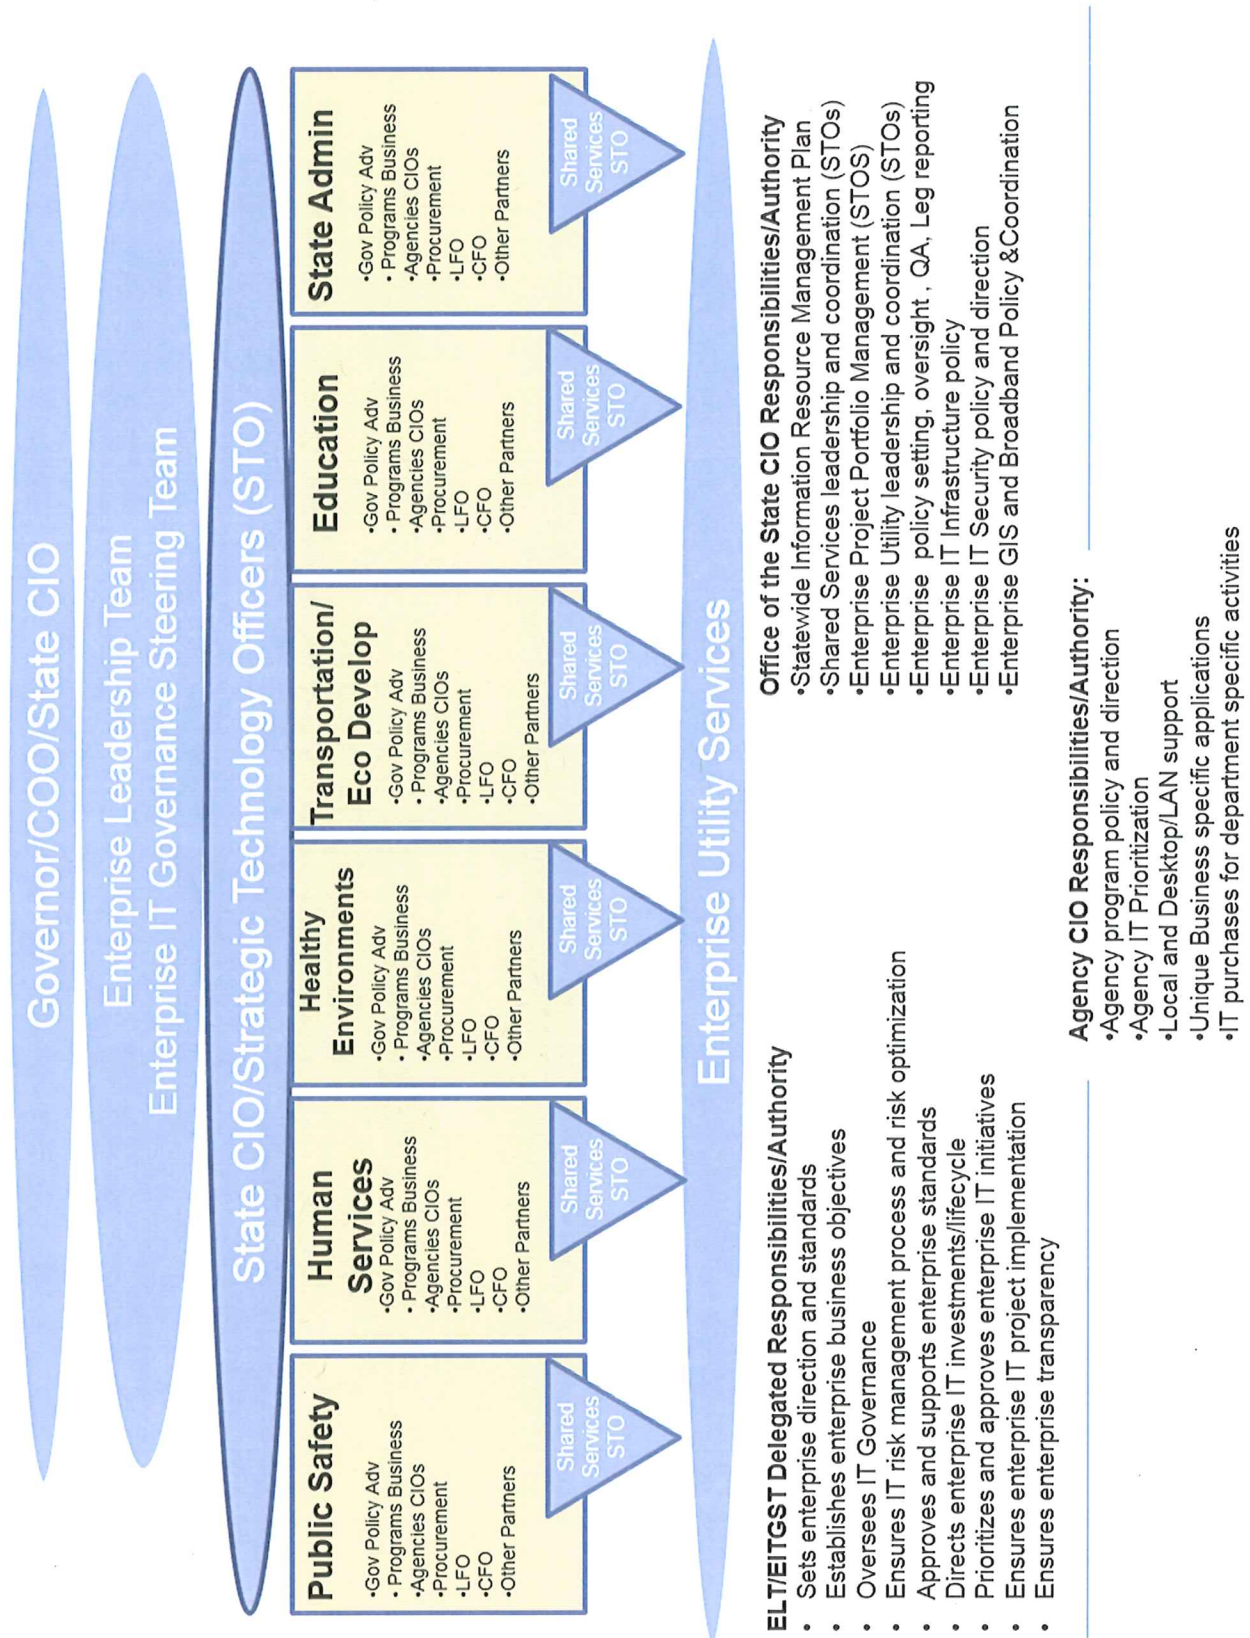 Governor/COO/State CIO
Enterprise Leadership Team
Enterprise IT Governance Steering Team
State CIO/Strategic Technology Officers (STO)
Public Safety
•Gov Policy Adv
• Programs Business
•Agencies CIOs
•Procurement
•LFO
•CFO
•Other Partners
Shared
Services
STO
Human
Services
•Gov Policy Adv
• Programs Business
•Agencies CIOs
•Procurement
•LFO
•CFO
•Other Partners
Shared
Services
STO
Healthy
Environments
•Gov Policy Adv
• Programs Business
•Agencies CIOs
•Procurement
•LFO
•CFO
•Other Partners
Shared
Services
STO
Transportation/
Eco Develop
•Gov Policy Adv
• Programs Business
•Agencies CIOs
•Procurement
•LFO
•CFO
•Other Partners
Shared
Services
STO
Education
•Gov Policy Adv
• Programs Business
•Agencies CIOs
•Procurement
•LFO
•CFO
•Other Partners
Shared
Services
STO
State Admin
•Gov Policy Adv
• Programs Business
•Agencies CIOs
•Procurement
•LFO
•CFO
•Other Partners
Shared
Services
STO
Enterprise Utility Services
ELT/EITGST Delegated Responsibilities/Authority
• Sets enterprise direction and standards
• Establishes enterprise business objectives
• Oversees IT Governance
• Ensures IT risk management process and risk optimization
• Approves and supports enterprise standards
• Directs enterprise IT investments/lifecycle
• Prioritizes and approves enterprise IT initiatives
• Ensures enterprise IT project implementation
• Ensures enterprise transparency
Office of the State CIO Responsibilities/Authority
•Statewide Information Resource Management Plan
•Shared Services leadership and coordination (STOs)
•Enterprise Project Portfolio Management (STOS)
•Enterprise Utility leadership and coordination (STOs)
•Enterprise policy setting, oversight , QA, Leg reporting
•Enterprise IT Infrastructure policy
•Enterprise IT Security policy and direction
•Enterprise GIS and Broadband Policy &Coordination
Agency CIO Responsibilities/Authority:
•Agency program policy and direction
•Agency IT Prioritization
•Local and Desktop/LAN support
•Unique Business specific applications
•IT purchases for department specific activities